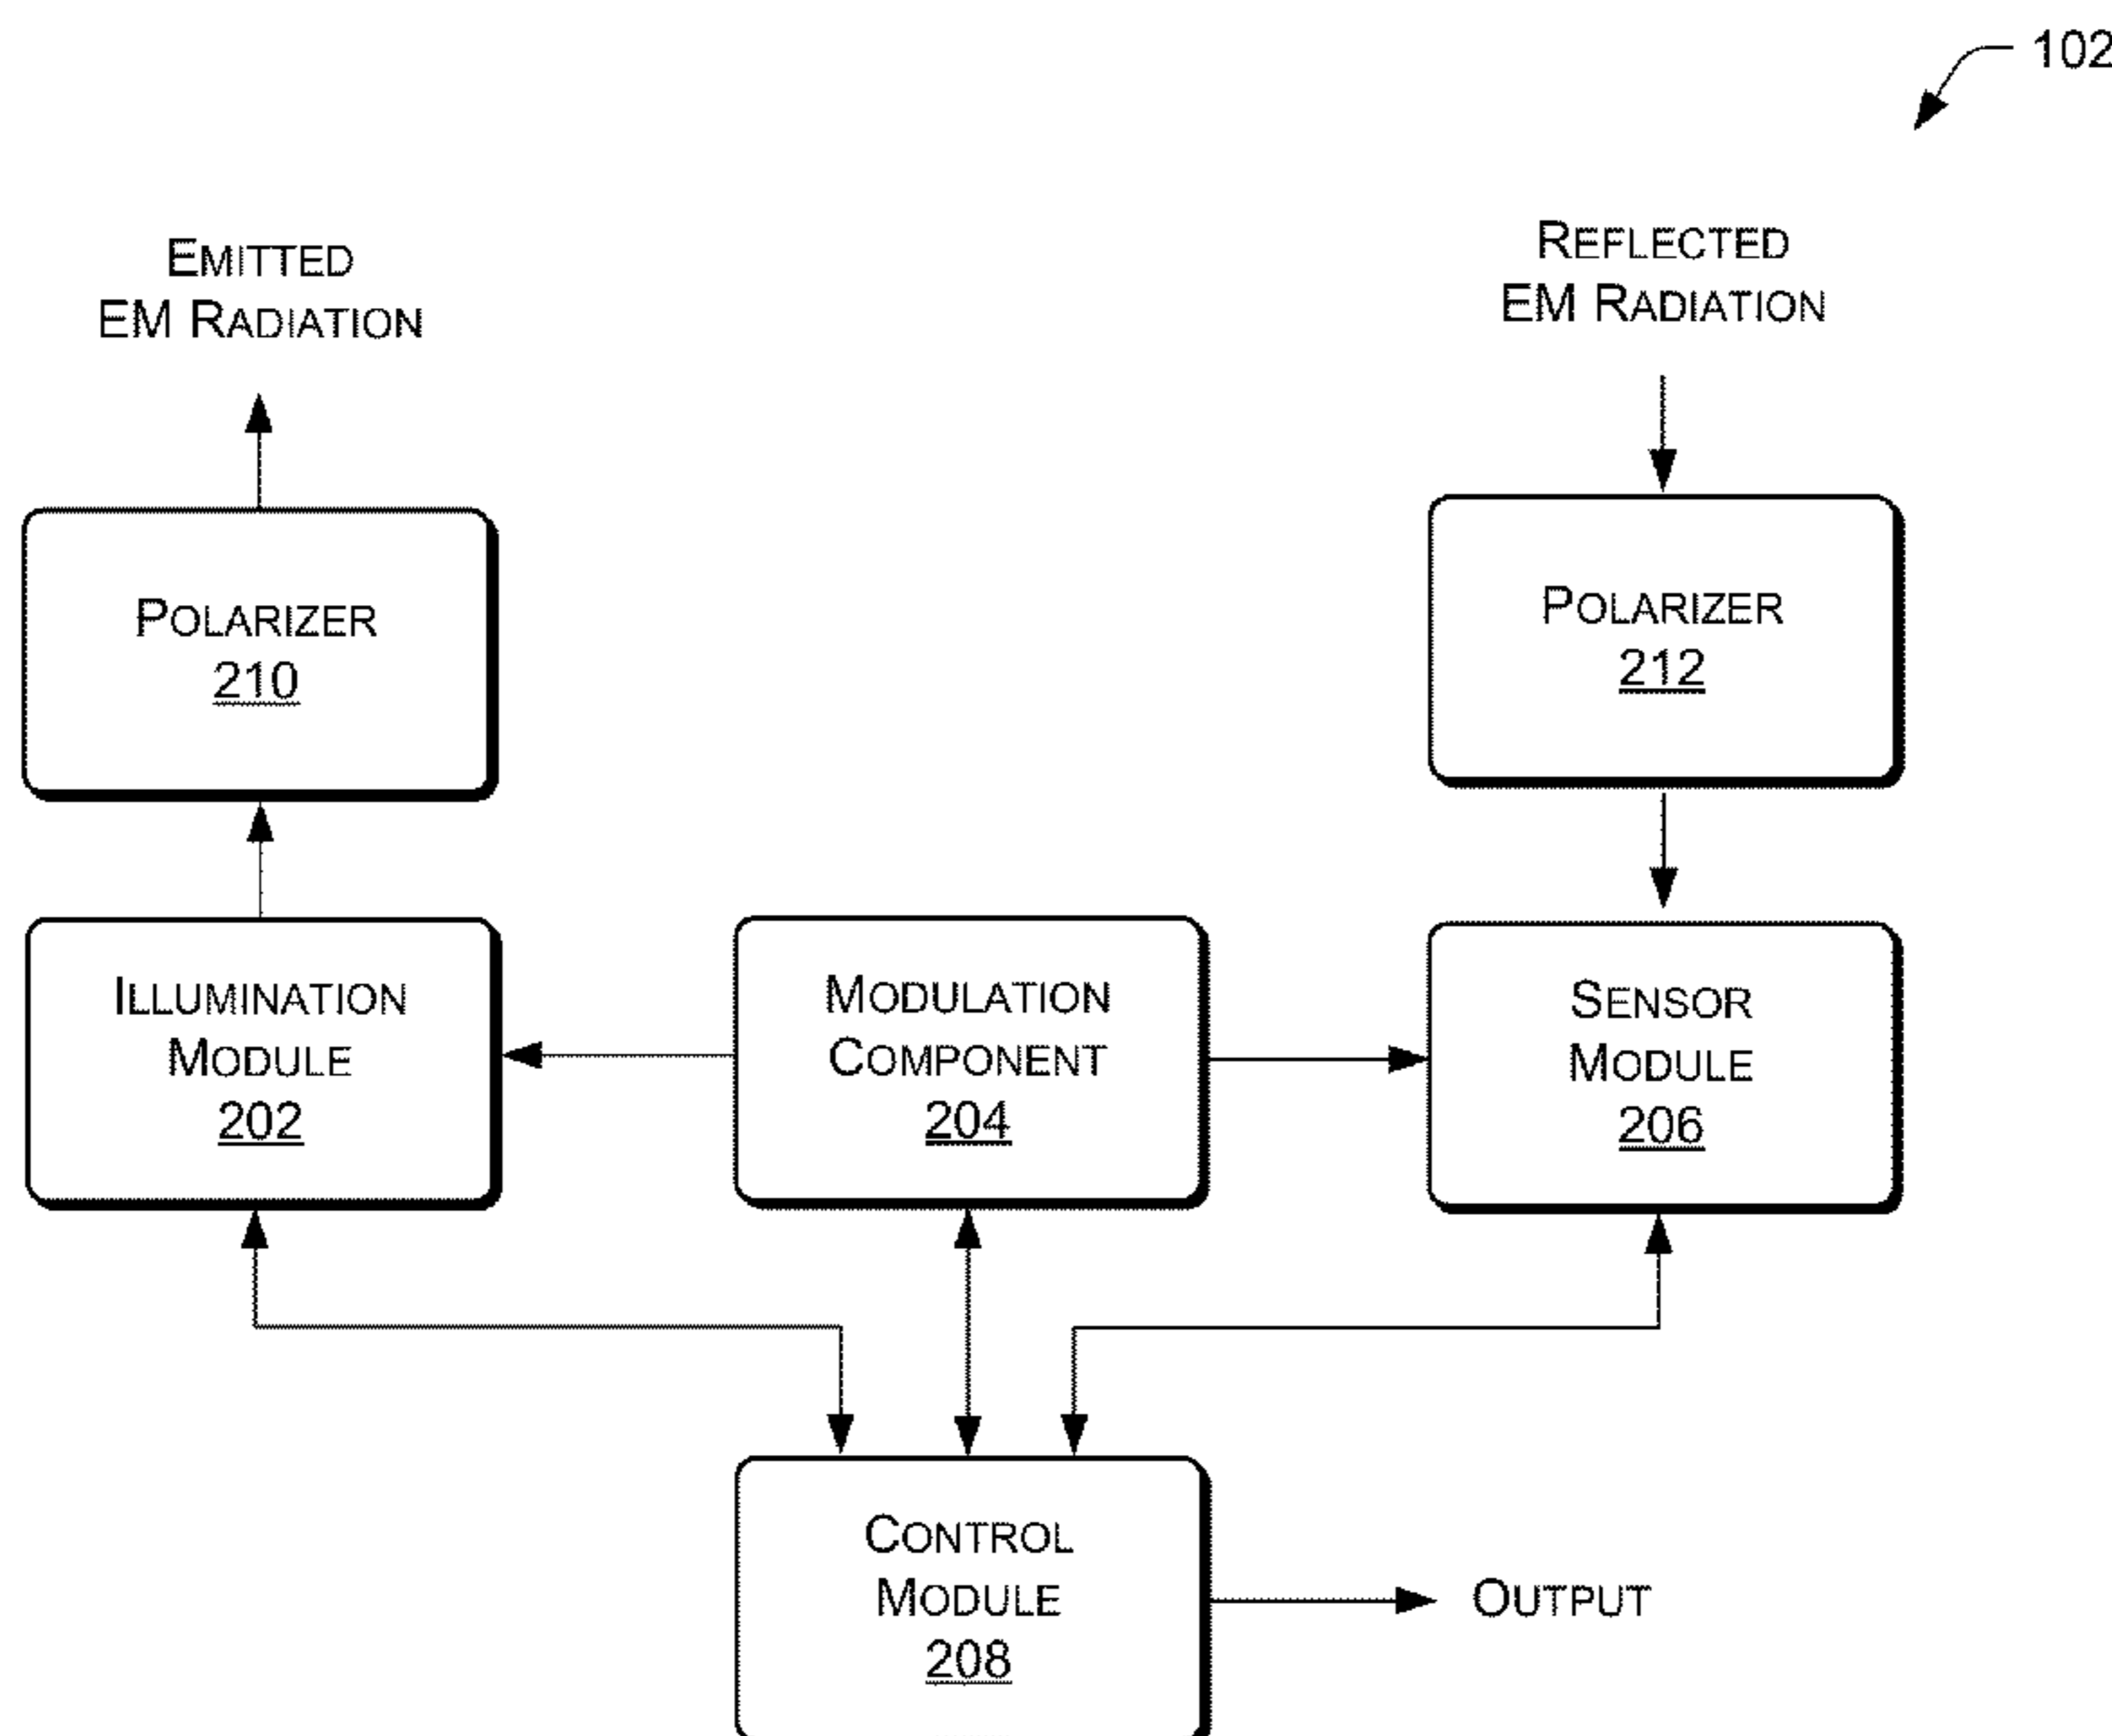 102
EMITTED
EM RADIATION
REFLECTED
EM RADIATION
POLARIZER
210
POLARIZER
212
ILLUMINATION
MODULE
202
MODULATION
COMPONENT
204
SENSOR
MODULE
206
CONTROL
MODULE
208
OUTPUT